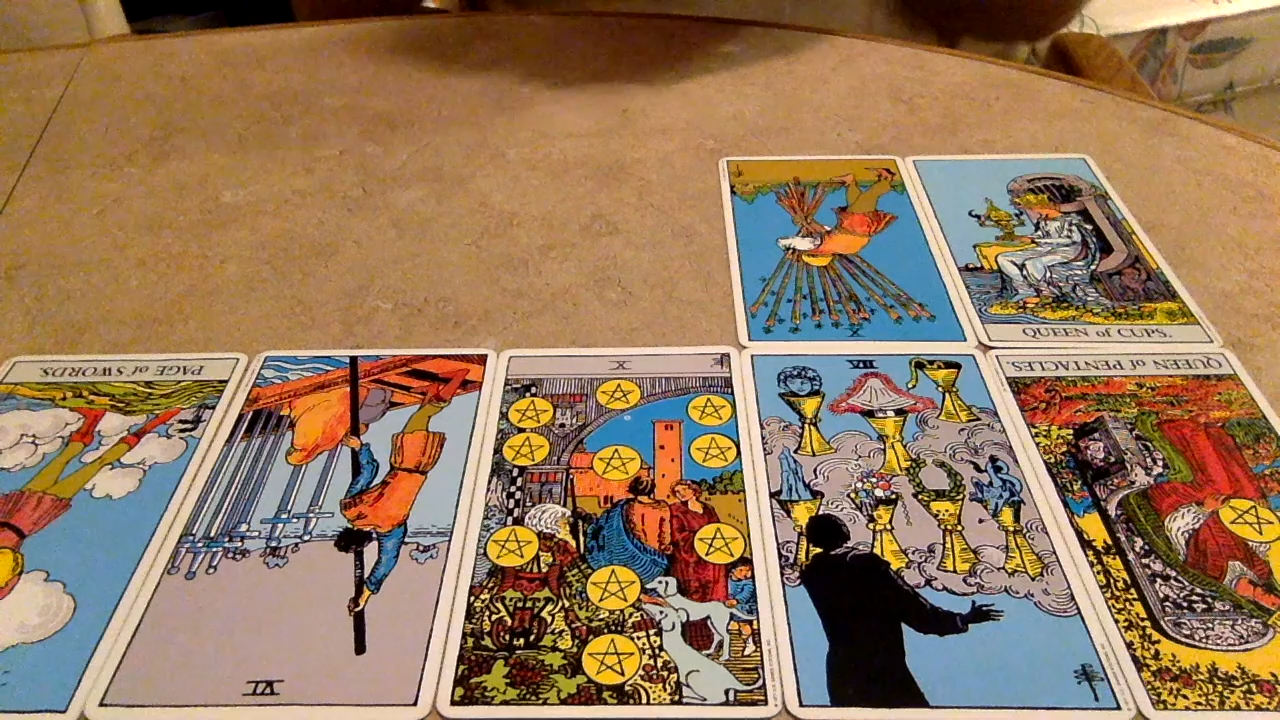 X
QUEEN of CUPS.
PAGE of SWORDS.
VI
X
VII
QUEEN of PENTACLES